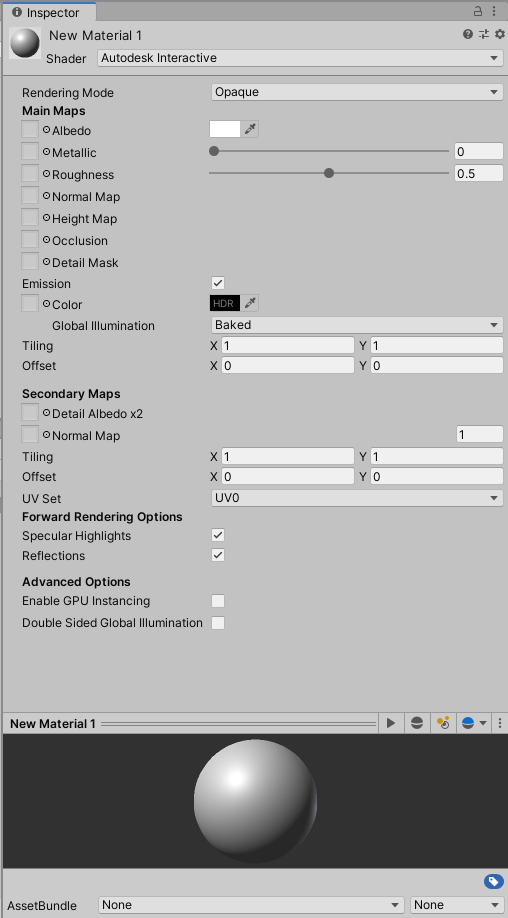 Inspector
New Material 1
Shader Autodesk Interactive
Rendering Mode Opaque
Main Maps
Albedo
Metallic 0
Roughness 0.5
Normal Map
Height Map
Occlusion
Detail Mask
Emission
Color HDR
Global Illumination Baked
Tiling X 1 Y 1
Offset X 0 Y 0
Secondary Maps
Detail Albedo x2
Normal Map 1
Tiling X 1 Y 1
Offset X 0 Y 0
UV Set UV0
Forward Rendering Options
Specular Highlights
Reflections
Advanced Options
Enable GPU Instancing
Double Sided Global Illumination
New Material 1
AssetBundle None None